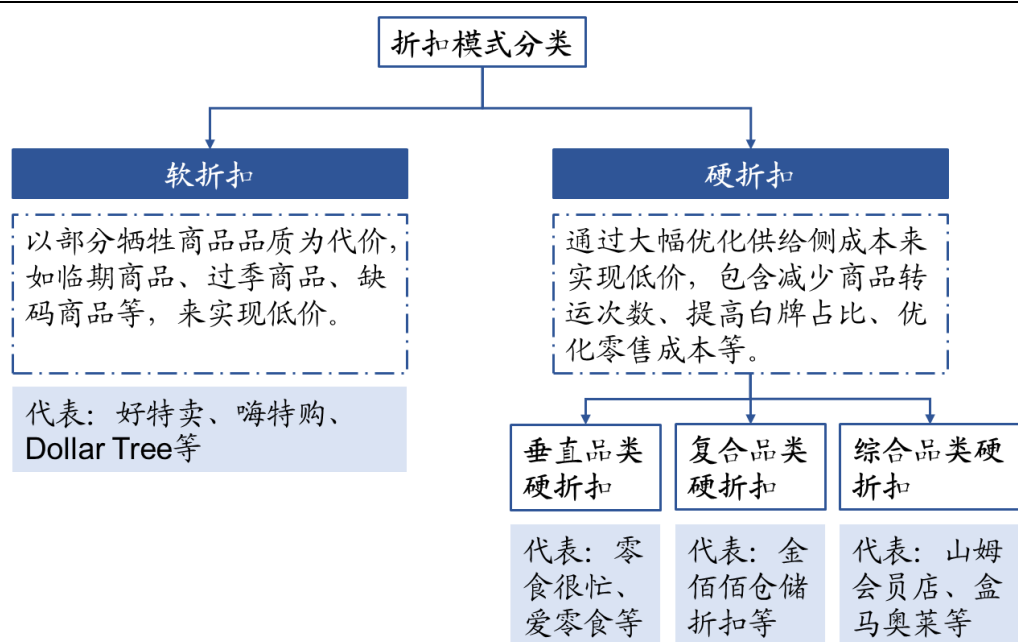 折扣模式分类
软折扣
以部分牺牲商品品质为代价，
如临期商品、过季商品、缺
码商品等，来实现低价。
代表：好特卖、嗨特购、
Dollar Tree等
硬折扣
通过大幅优化供给侧成本来
实现低价，包含减少商品转
运次数、提高白牌占比、优
化零售成本等。
垂直品类
硬折扣
代表：零
食很忙、
爱零食等
复合品类
硬折扣
代表：金
佰佰仓储
折扣等
综合品类硬
折扣
代表：山姆
会员店、盒
马奥莱等